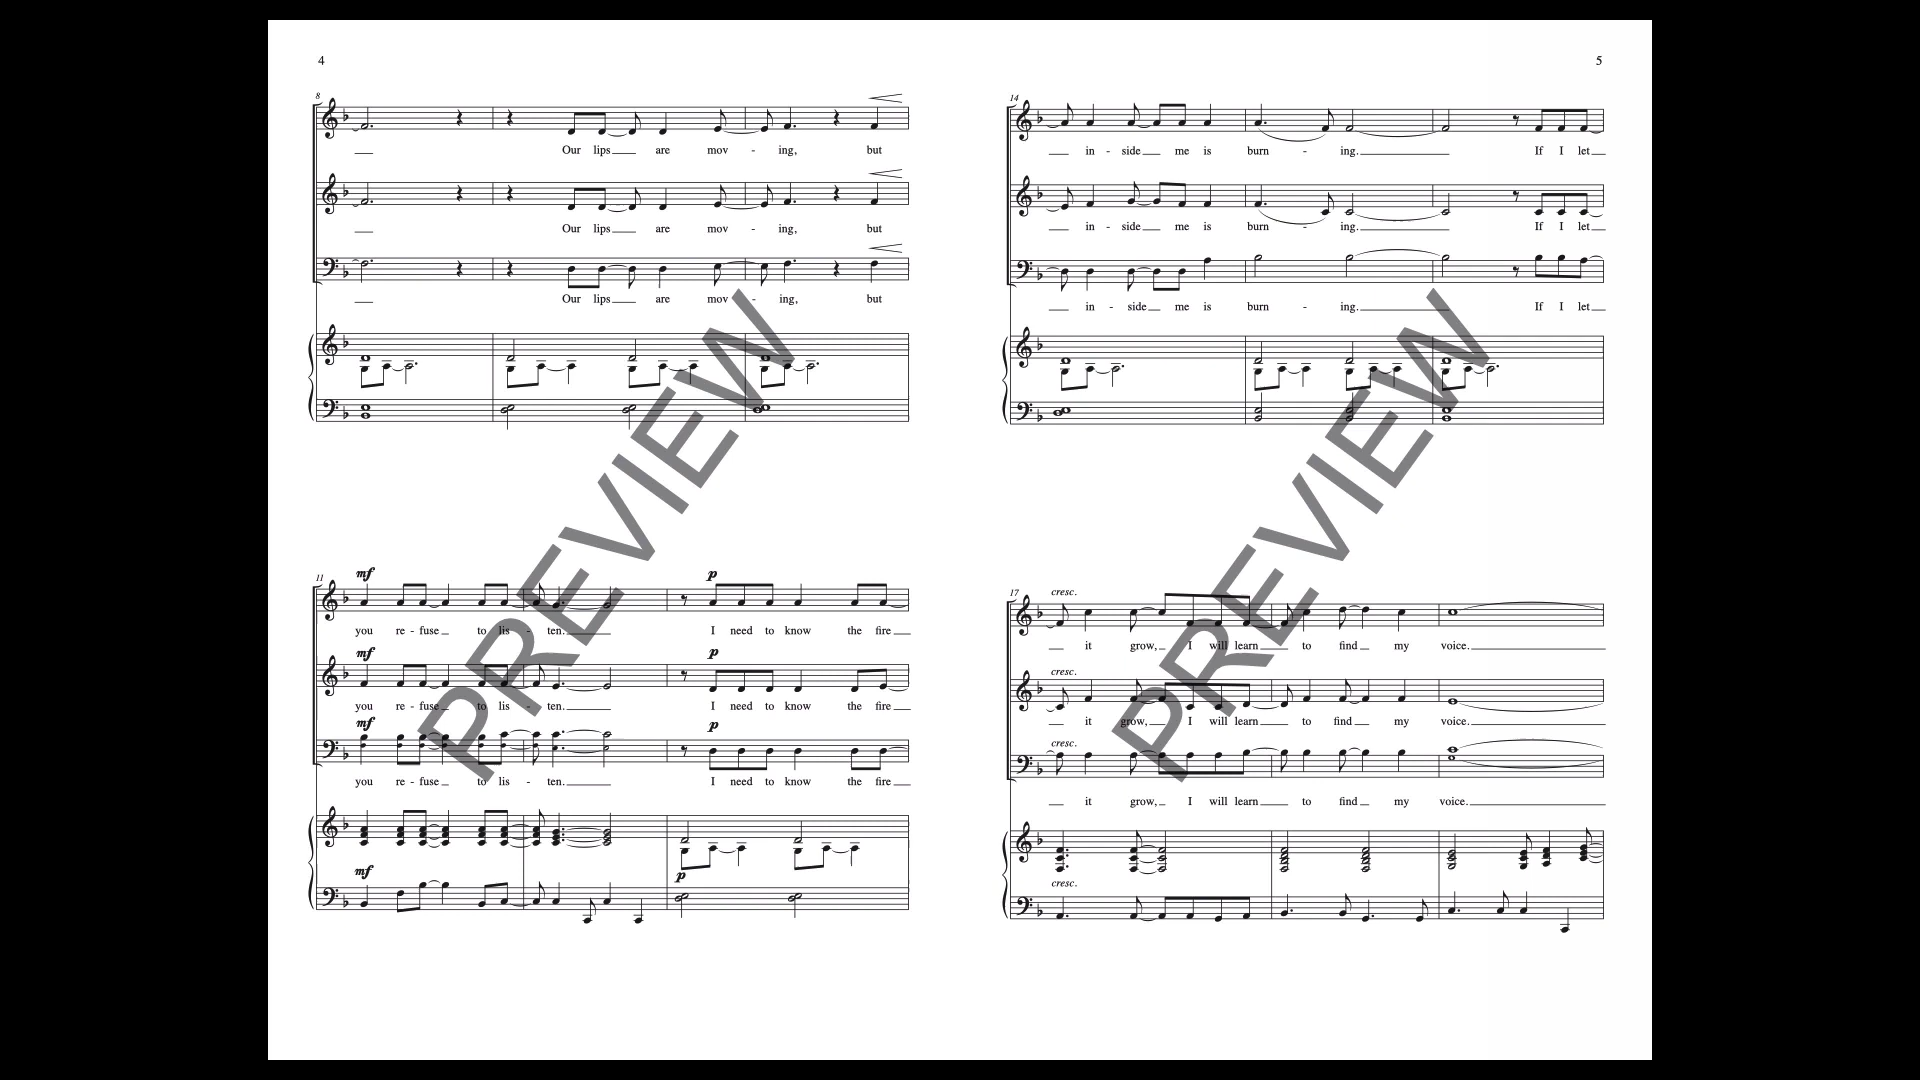 4
8
Our lips are mov - ing, but
Our lips are mov - ing, but
Our lips are mov - ing, but
11
mf p
you re - fuse to lis - ten. I need to know the fire
mf p
you re - fuse to lis - ten. I need to know the fire
mf p
you re - fuse to lis - ten. I need to know the fire
mf p
PREVIEW
5
14
in - side me is burn - ing. If I let
in - side me is burn - ing. If I let
in - side me is burn - ing. If I let
17
cresc.
it grow, I will learn to find my voice.
cresc.
it grow, I will learn to find my voice.
cresc.
it grow, I will learn to find my voice.
cresc.
PREVIEW